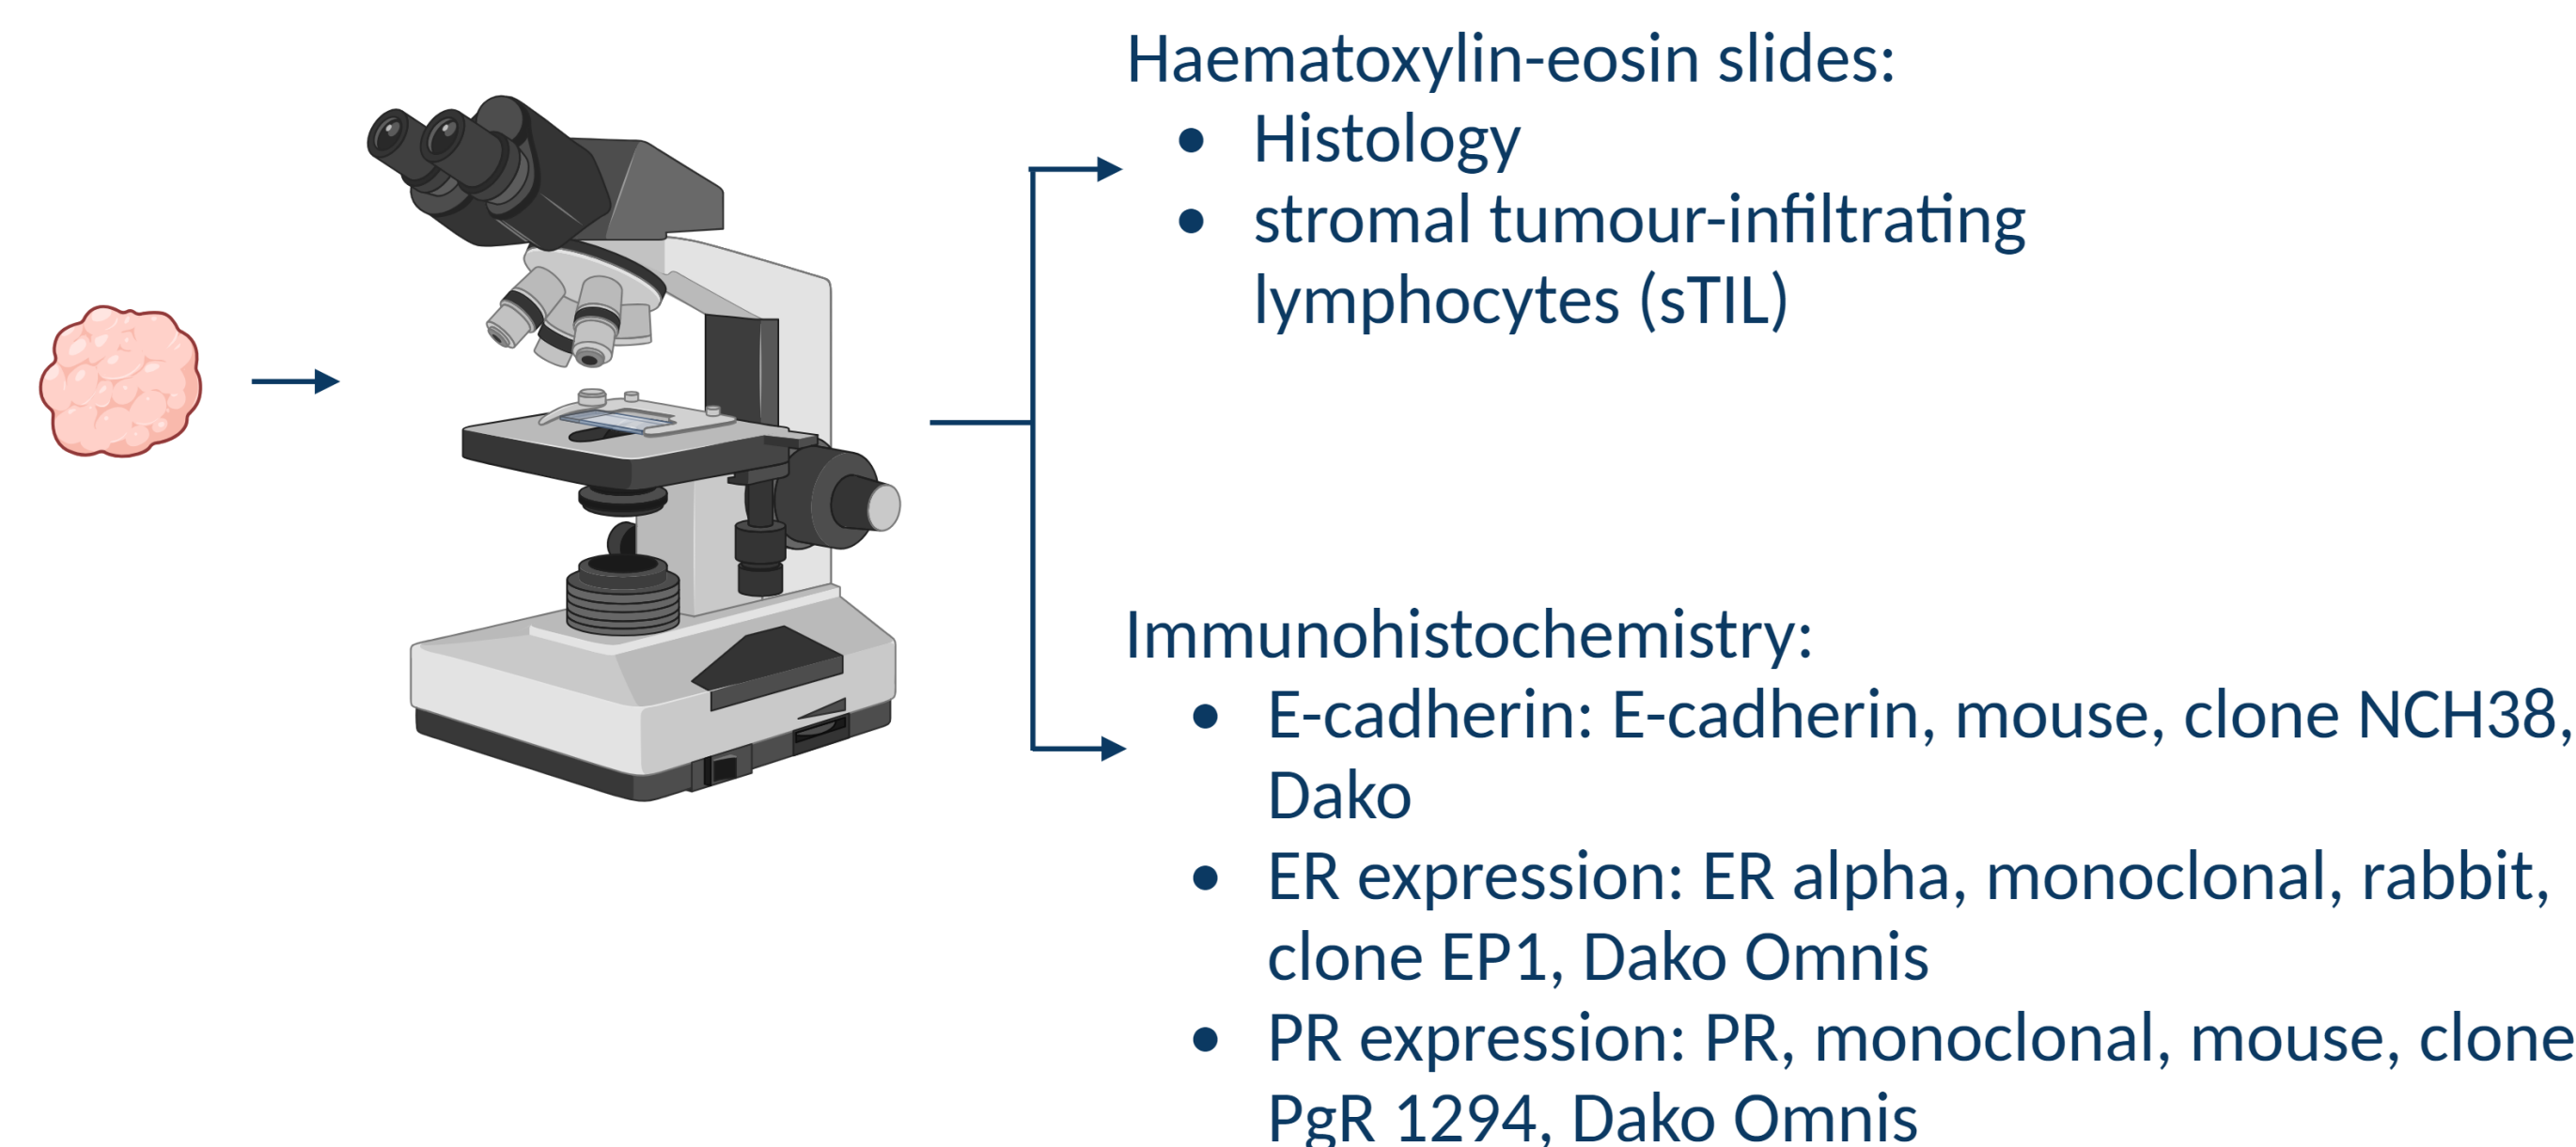 Haematoxylin-eosin slides:
• Histology
• stromal tumour-infiltrating
lymphocytes (sTIL)
Immunohistochemistry:
• E-cadherin: E-cadherin, mouse, clone NCH38,
Dako
• ER expression: ER alpha, monoclonal, rabbit,
clone EP1, Dako Omnis
• PR expression: PR, monoclonal, mouse, clone
PgR 1294, Dako Omnis